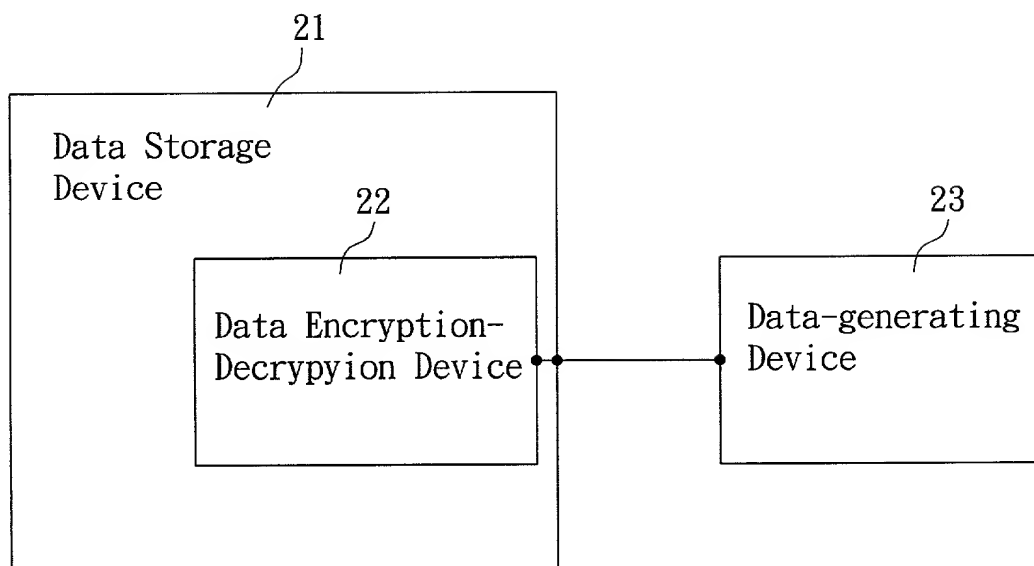 21
Data Storage
Device
22
Data Encryption-
Decrypyion Device
23
Data-generating
Device